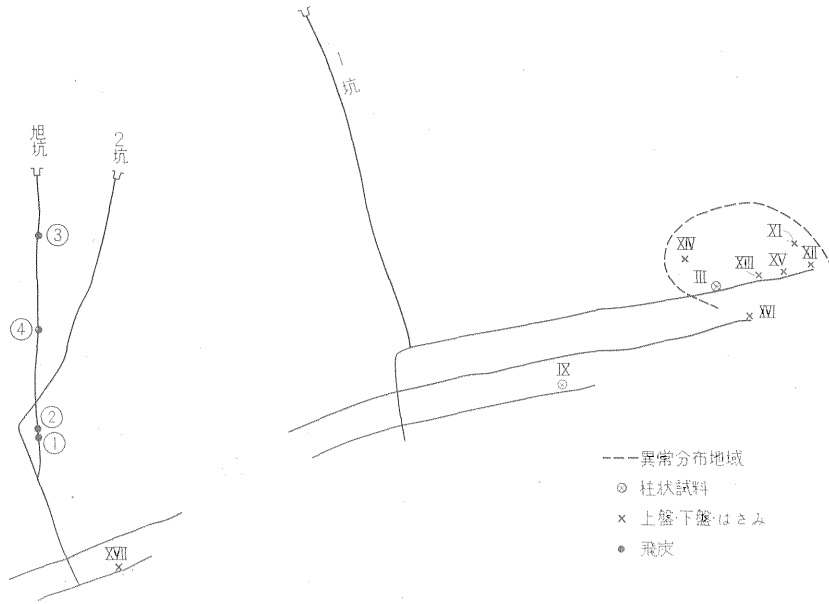 1坑
旭坑
2坑
③
④
②
①
XVII
XI
XIV
XII
XV
XIII
III
XVI
IX
異常分布地域
柱状試料
上盤・下盤・はさみ
飛炭